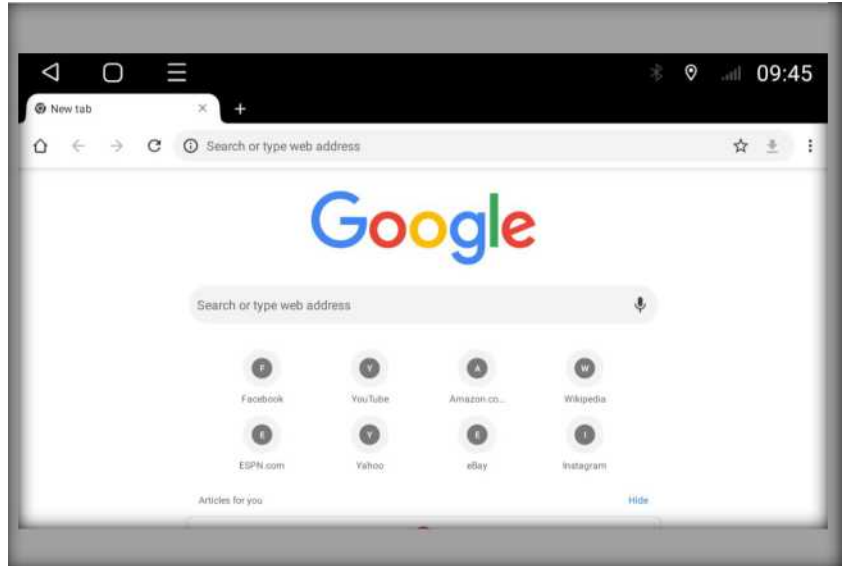 09:45
New tab
Search or type web address
Google
Search or type web address
F Y A W
Facebook YouTube Amazon.co... Wikipedia
E Y E I
ESPN.com Yahoo eBay Instagram
Articles for you Hide